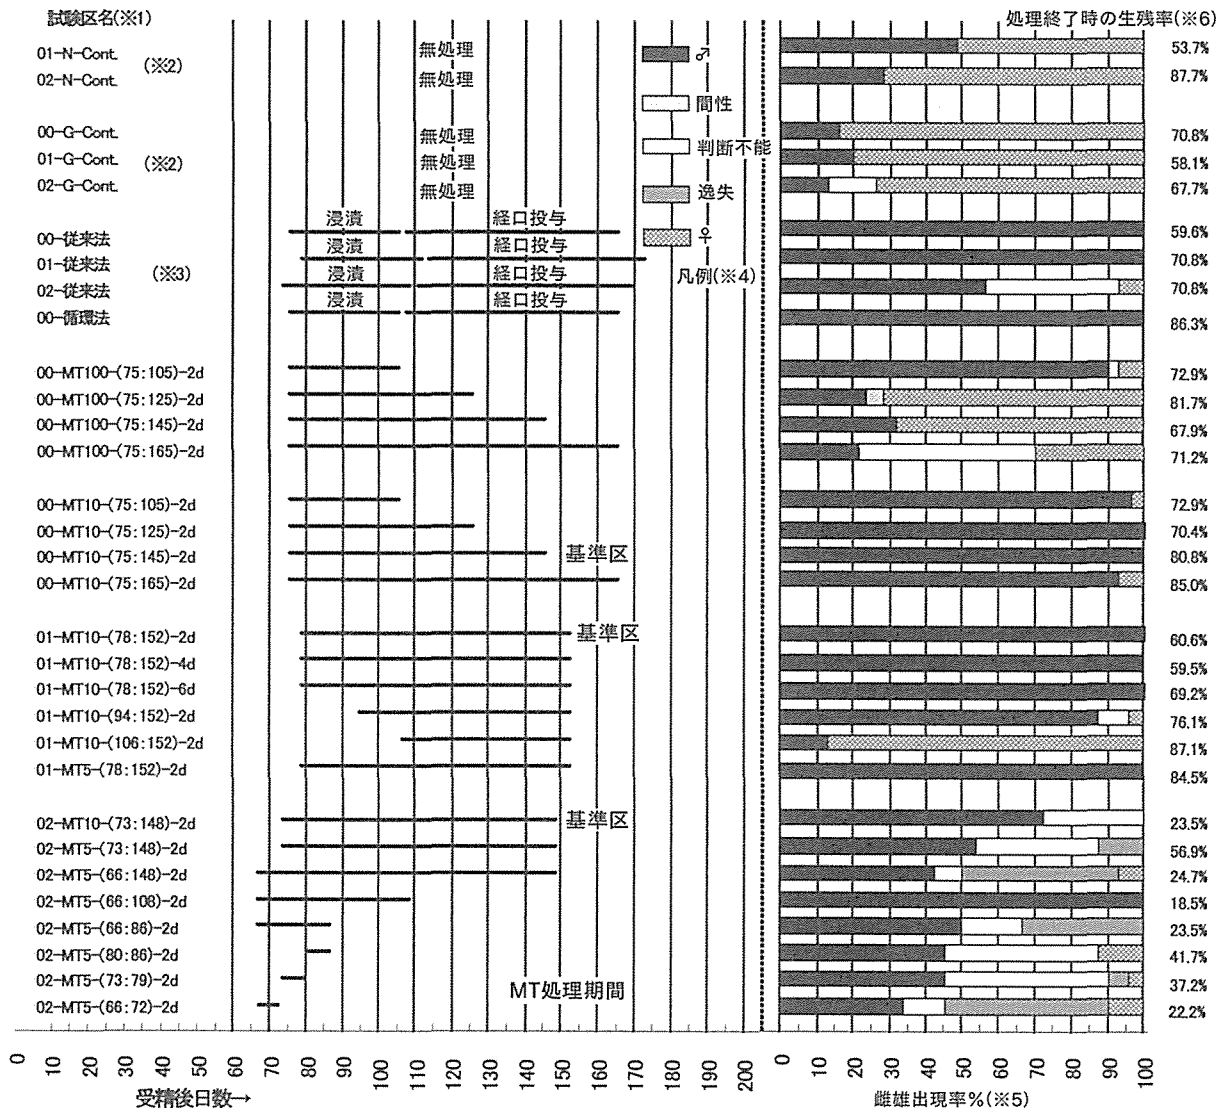 試験区名(※1) 処理終了時の生残率(※6)
01-N-Cont. 無処理 ♂ 53.7%
(※2)
02-N-Cont. 無処理 87.7%
間性
00-G-Cont. 無処理 判断不能 70.8%
01-G-Cont. (※2) 無処理 58.1%
02-G-Cont. 無処理 逸失 67.7%
浸漬 経口投与
00-従来法 ♀ 59.6%
浸漬 経口投与
01-従来法 70.8%
(※3) 浸漬 経口投与 凡例(※4)
02-従来法 70.8%
浸漬 経口投与
00-循環法 86.3%
00-MT100-(75:105)-2d 72.9%
00-MT100-(75:125)-2d 81.7%
00-MT100-(75:145)-2d 67.9%
00-MT100-(75:165)-2d 71.2%
00-MT10-(75:105)-2d 72.9%
00-MT10-(75:125)-2d 70.4%
00-MT10-(75:145)-2d 基準区 80.8%
00-MT10-(75:165)-2d 85.0%
01-MT10-(78:152)-2d 基準区 60.6%
01-MT10-(78:152)-4d 59.5%
01-MT10-(78:152)-6d 69.2%
01-MT10-(94:152)-2d 76.1%
01-MT10-(106:152)-2d 87.1%
01-MT5-(78:152)-2d 84.5%
02-MT10-(73:148)-2d 基準区 23.5%
02-MT5-(73:148)-2d 56.9%
02-MT5-(66:148)-2d 24.7%
02-MT5-(66:108)-2d 18.5%
02-MT5-(66:86)-2d 23.5%
02-MT5-(80:86)-2d 41.7%
02-MT5-(73:79)-2d 37.2%
MT処理期間
02-MT5-(66:72)-2d 22.2%
0 10 20 30 40 50 60 70 80 90 100 110 120 130 140 150 160 170 180 190 200 0 10 20 30 40 50 60 70 80 90 100
受精後日数→ 雌雄出現率%(※5)